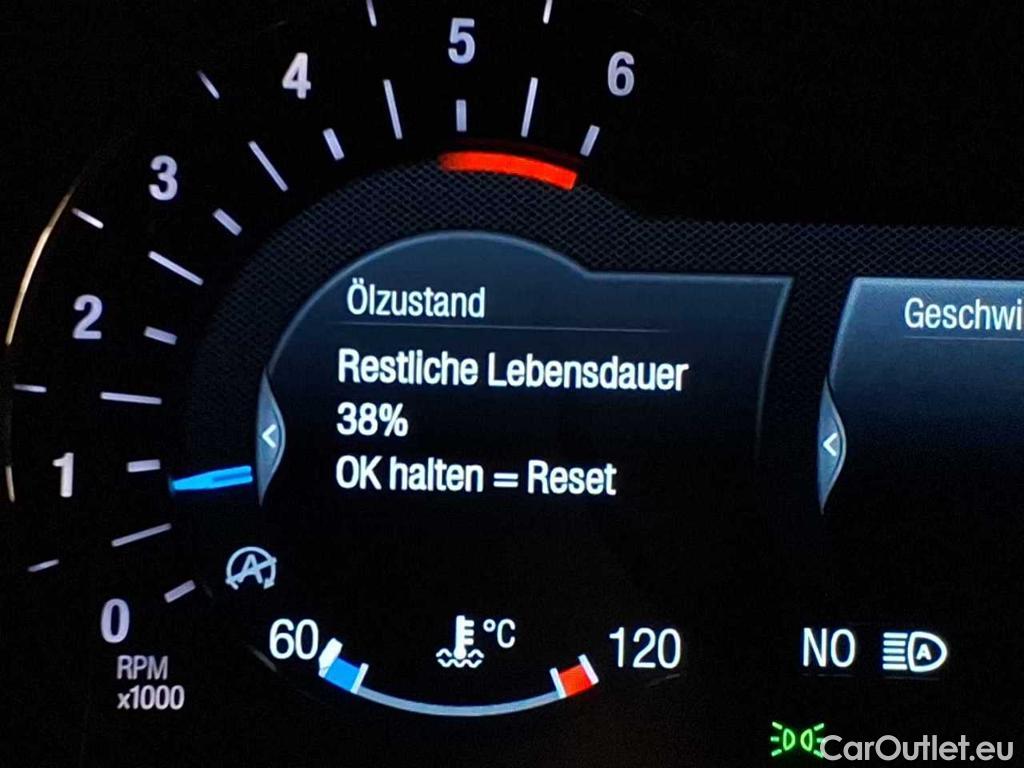 5
6
4
3
2
1
0
RPM
x1000
Ölzustand
Restliche Lebensdauer
38%
OK halten = Reset
Geschwi
A
60
°C
120
NO
A
CarOutlet.eu